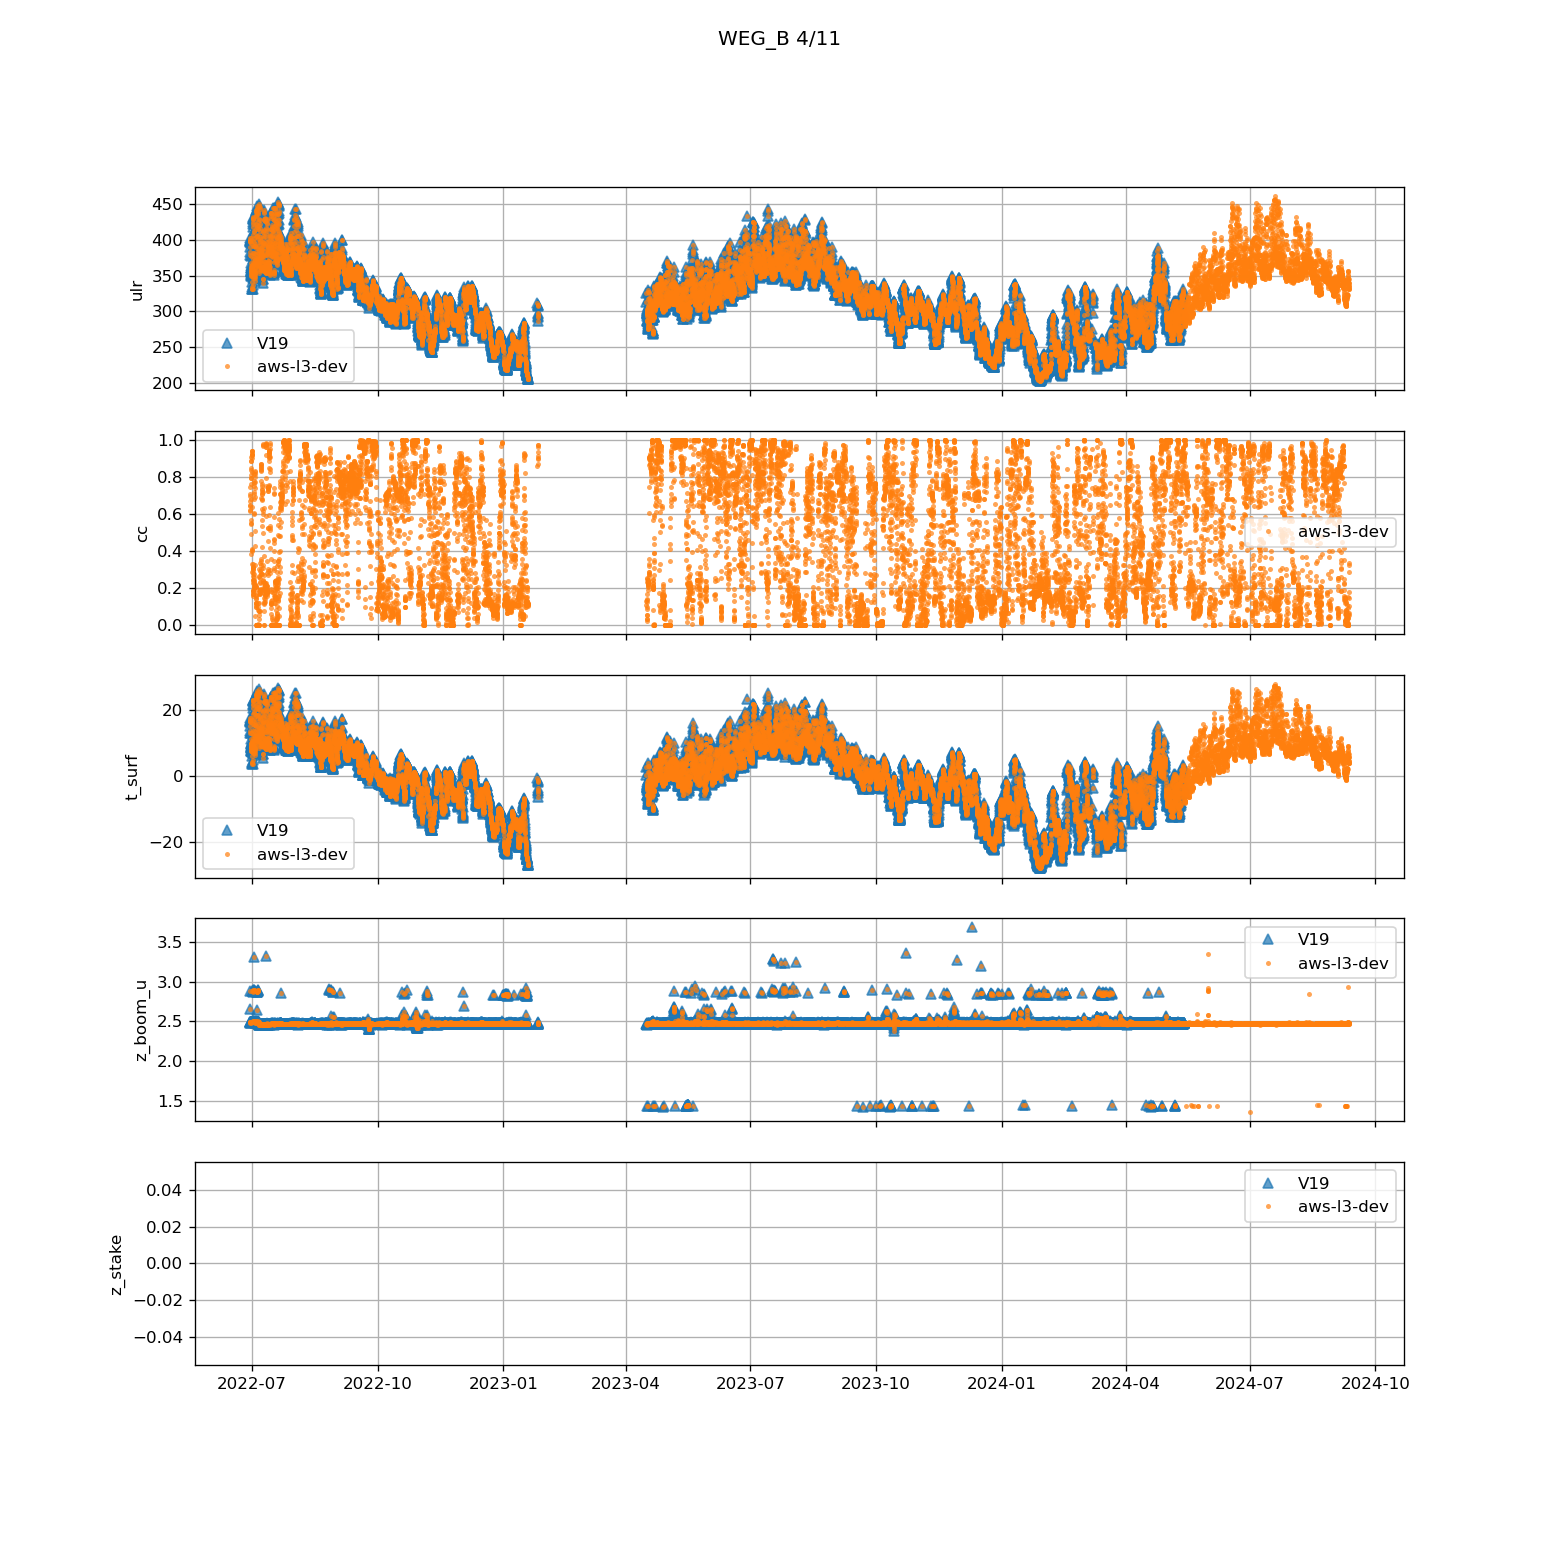 WEG_B 4/11
ulr
450
400
350
300
250
200
V19
aws-l3-dev
cc
1.0
0.8
0.6
0.4
0.2
0.0
aws-l3-dev
t_surf
20
0
−20
V19
aws-l3-dev
z_boom_u
3.5
3.0
2.5
2.0
1.5
V19
aws-l3-dev
z_stake
0.04
0.02
0.00
−0.02
−0.04
V19
aws-l3-dev
2022-07 2022-10 2023-01 2023-04 2023-07 2023-10 2024-01 2024-04 2024-07 2024-10